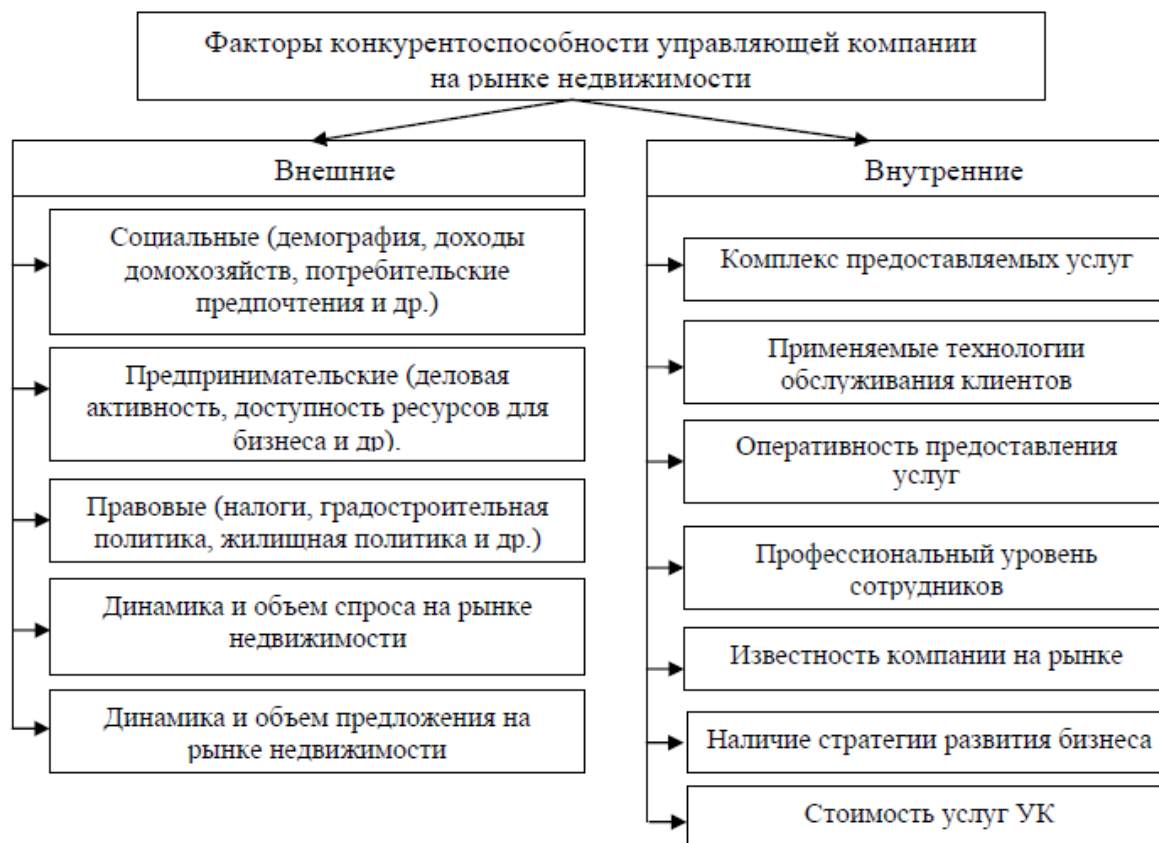 Факторы конкурентоспособности управляющей компании
на рынке недвижимости
Внешние
Социальные (демография, доходы
домохозяйств, потребительские
предпочтения и др.)
Предпринимательские (деловая
активность, доступность ресурсов для
бизнеса и др).
Правовые (налоги, градостроительная
политика, жилищная политика и др.)
Динамика и объем спроса на рынке
недвижимости
Динамика и объем предложения на
рынке недвижимости
Внутренние
Комплекс предоставляемых услуг
Применяемые технологии
обслуживания клиентов
Оперативность предоставления
услуг
Профессиональный уровень
сотрудников
Известность компании на рынке
Наличие стратегии развития бизнеса
Стоимость услуг УК